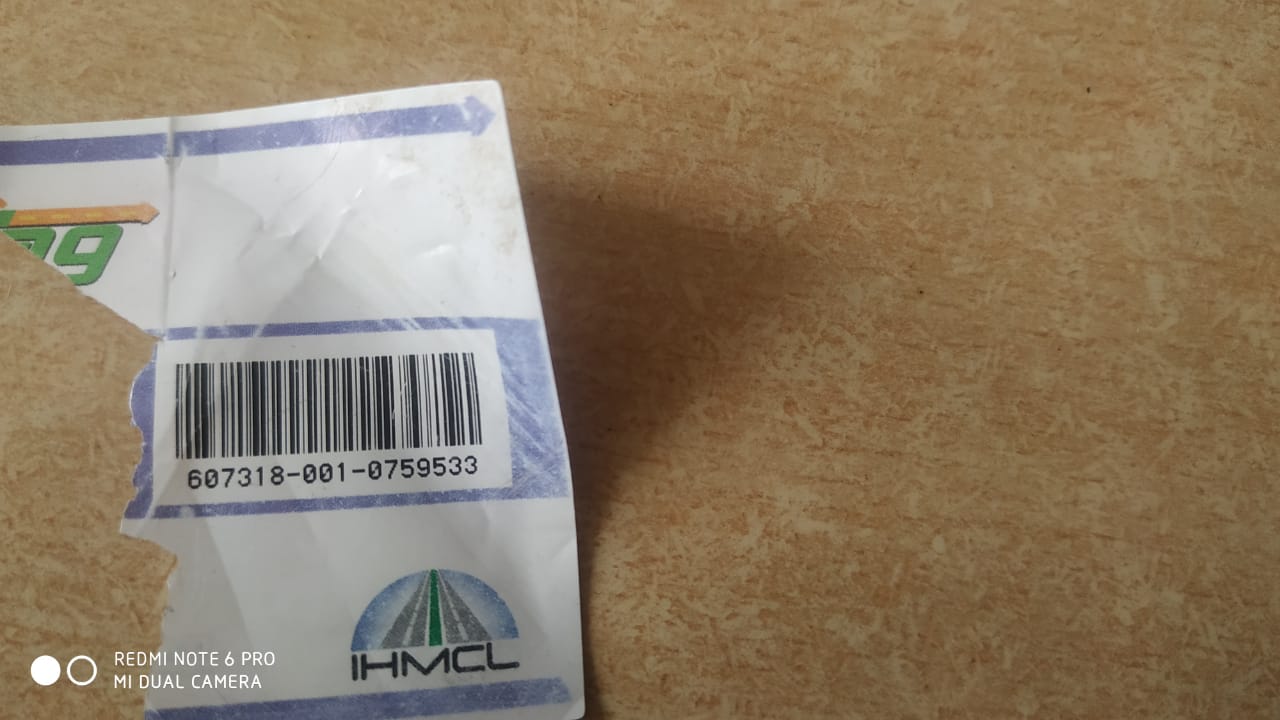 607318-001-0759533
IHMCL
REDMI NOTE 6 PRO
MI DUAL CAMERA